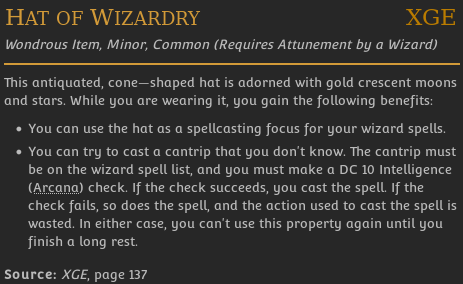 Hat of Wizardry XGE
Wondrous Item, Minor, Common (Requires Attunement by a Wizard)
This antiquated, cone—shaped hat is adorned with gold crescent moons
and stars. While you are wearing it, you gain the following benefits:
• You can use the hat as a spellcasting focus for your wizard spells.
• You can try to cast a cantrip that you don't know. The cantrip must
be on the wizard spell list, and you must make a DC 10 Intelligence
(Arcana) check. If the check succeeds, you cast the spell. If the
check fails, so does the spell, and the action used to cast the spell is
wasted. In either case, you can't use this property again until you
finish a long rest.
Source: XGE, page 137